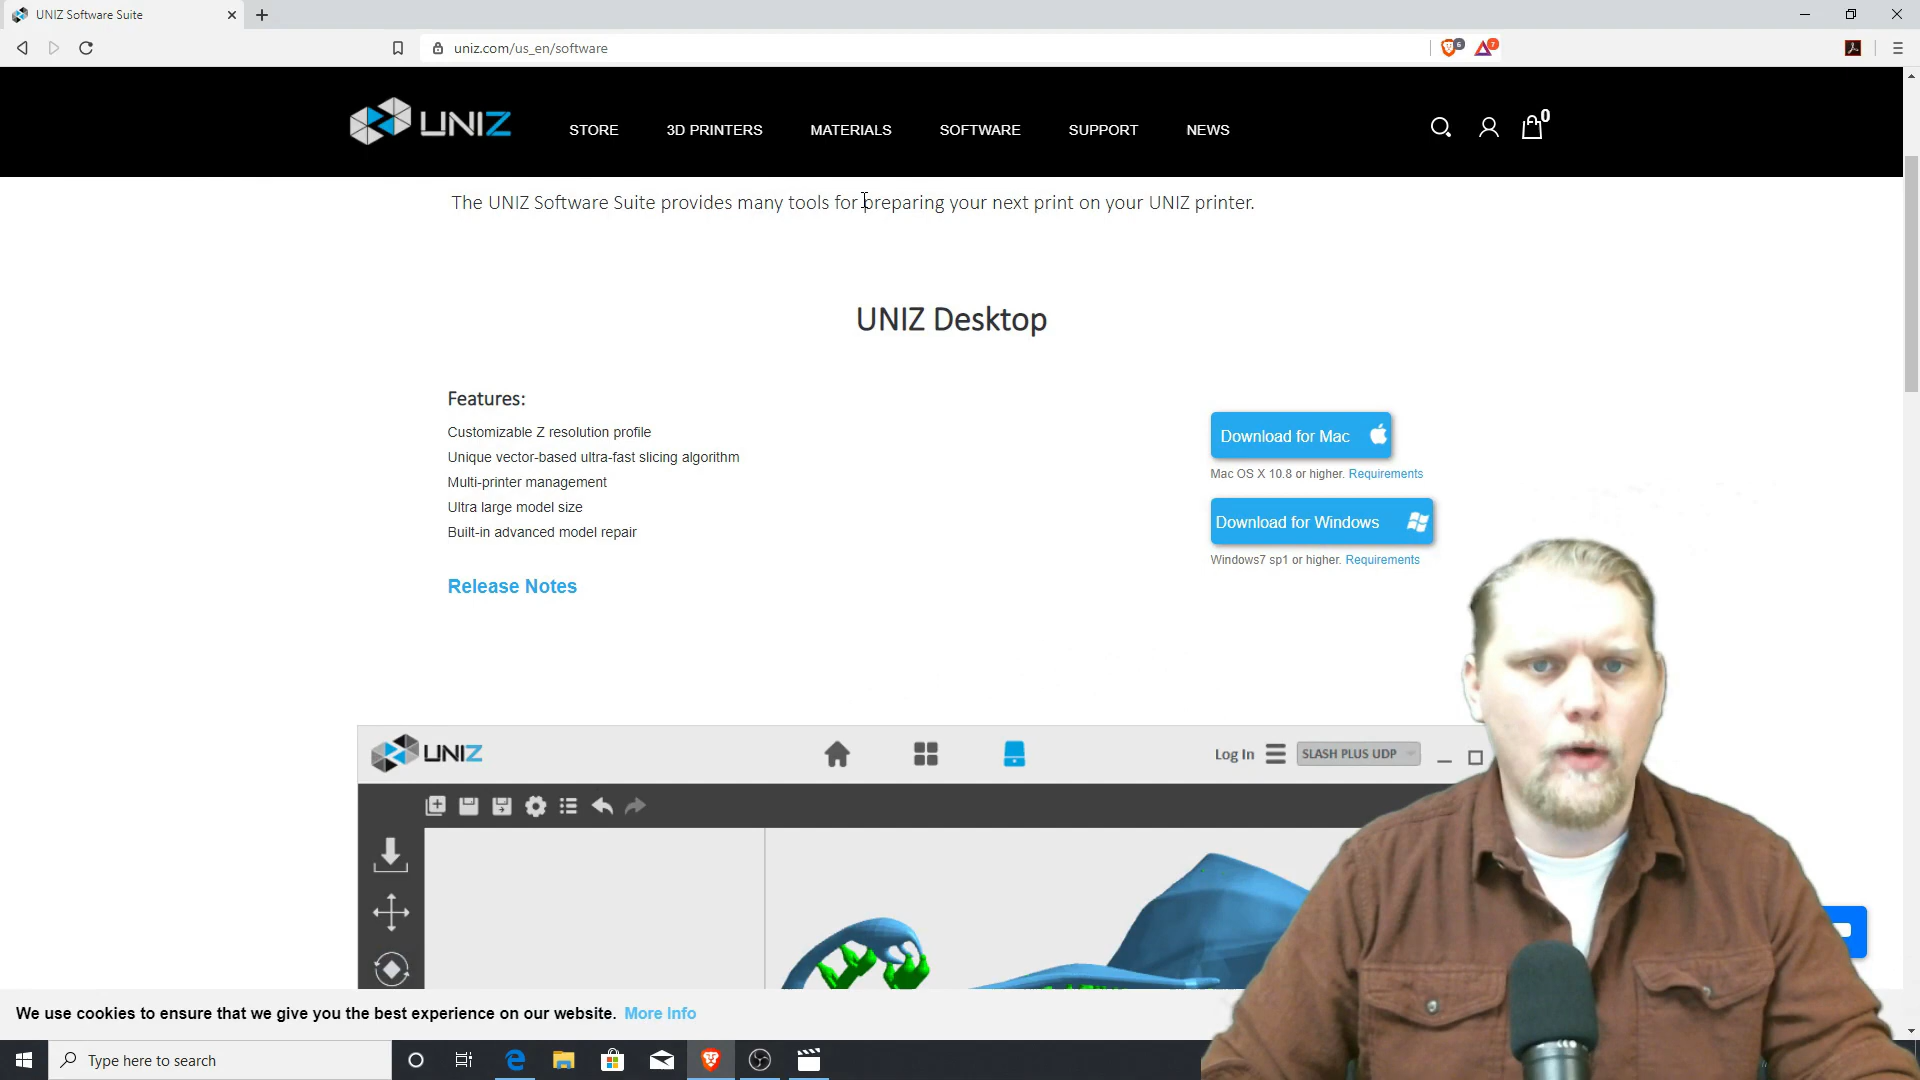 UNIZ Software Suite
uniz.com/us_en/software
6
7
UNIZ
STORE
3D PRINTERS
MATERIALS
SOFTWARE
SUPPORT
NEWS
0
The UNIZ Software Suite provides many tools for preparing your next print on your UNIZ printer.
UNIZ Desktop
Features:
Customizable Z resolution profile
Unique vector-based ultra-fast slicing algorithm
Multi-printer management
Ultra large model size
Built-in advanced model repair
Release Notes
Download for Mac
Mac OS X 10.8 or higher. Requirements
Download for Windows
Windows7 sp1 or higher. Requirements
UNIZ
Log In
SLASH PLUS UDP
We use cookies to ensure that we give you the best experience on our website. More Info
Type here to search